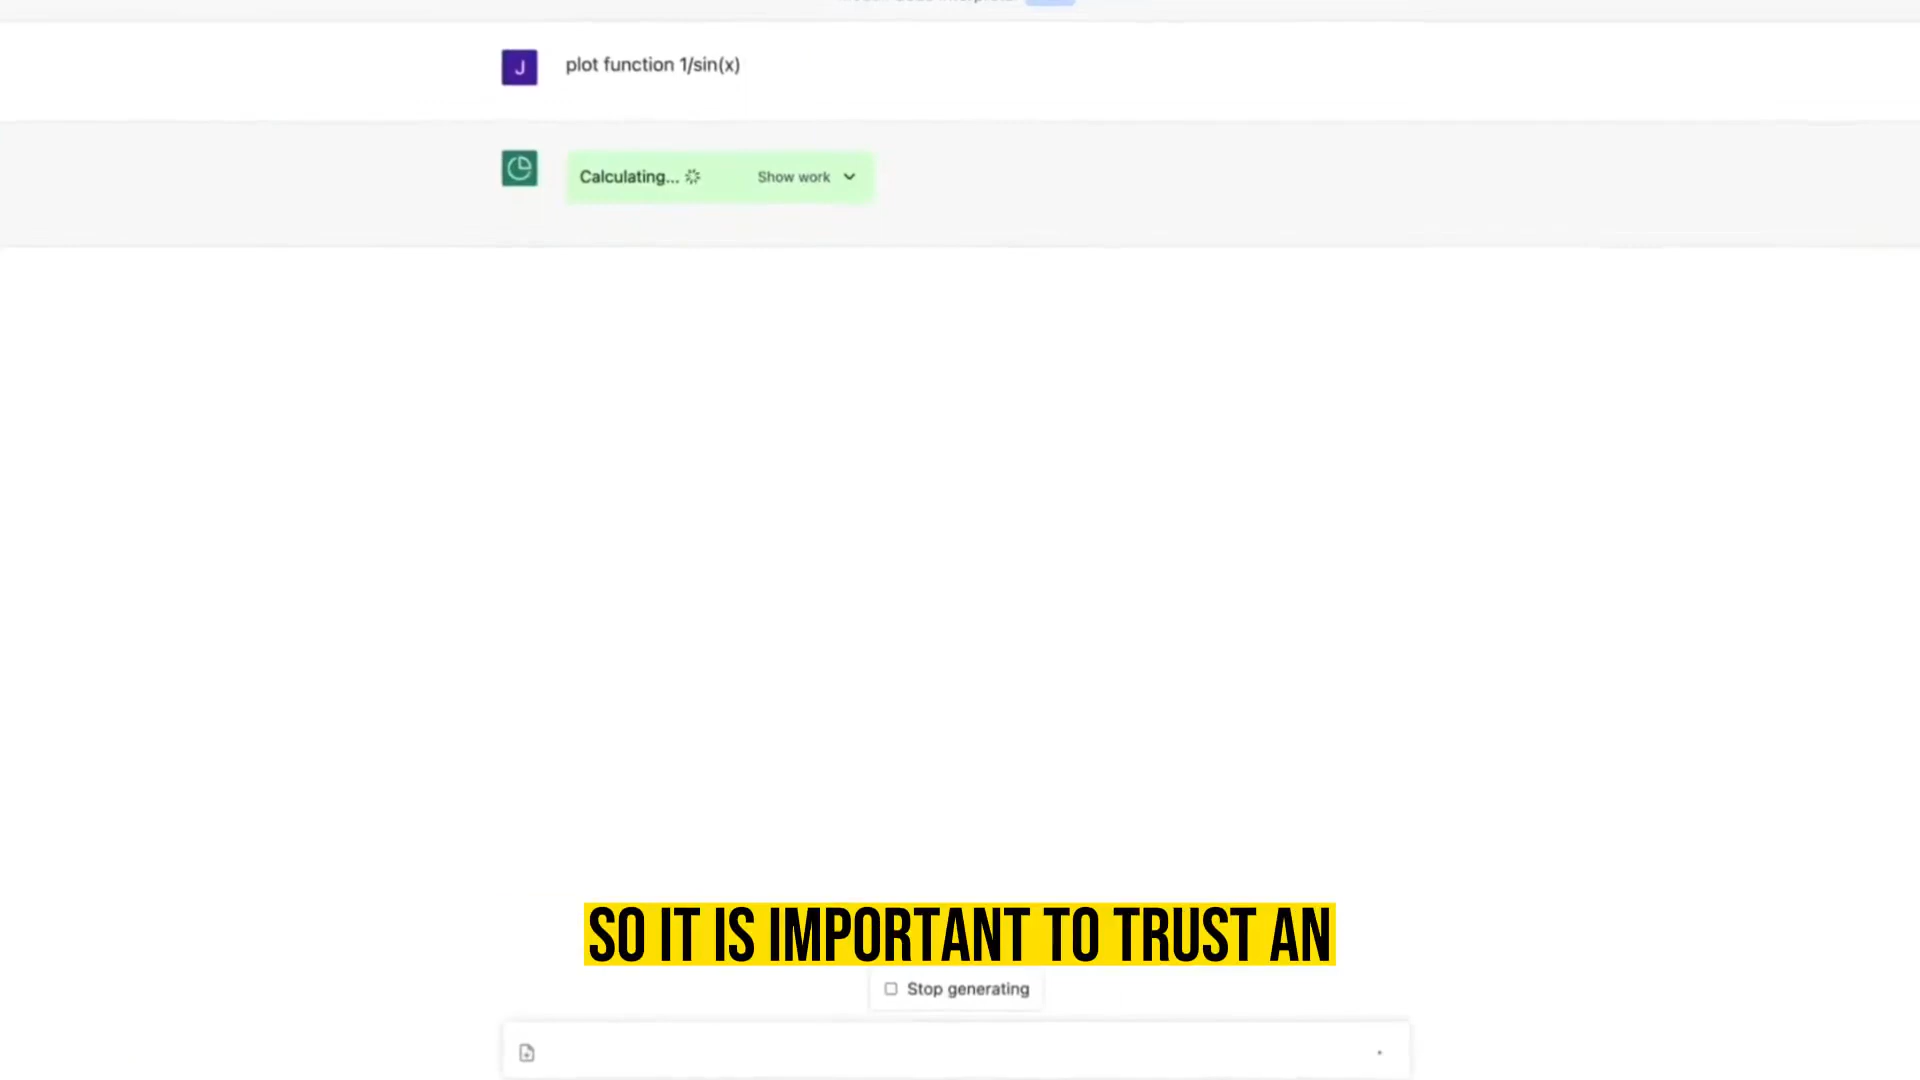 J
plot function 1/sin(x)
Calculating...
Show work
SO IT IS IMPORTANT TO TRUST AN
Stop generating